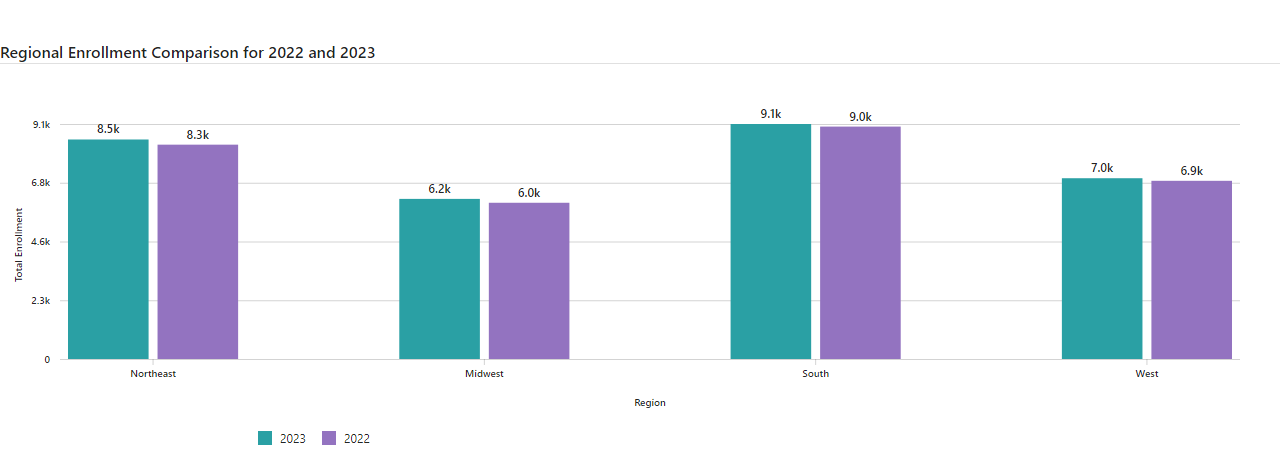 Regional Enrollment Comparison for 2022 and 2023
9.1k
6.8k
4.6k
2.3k
0
Total Enrollment
8.5k
8.3k
6.2k
6.0k
9.1k
9.0k
7.0k
6.9k
Northeast
Midwest
South
West
Region
2023
2022